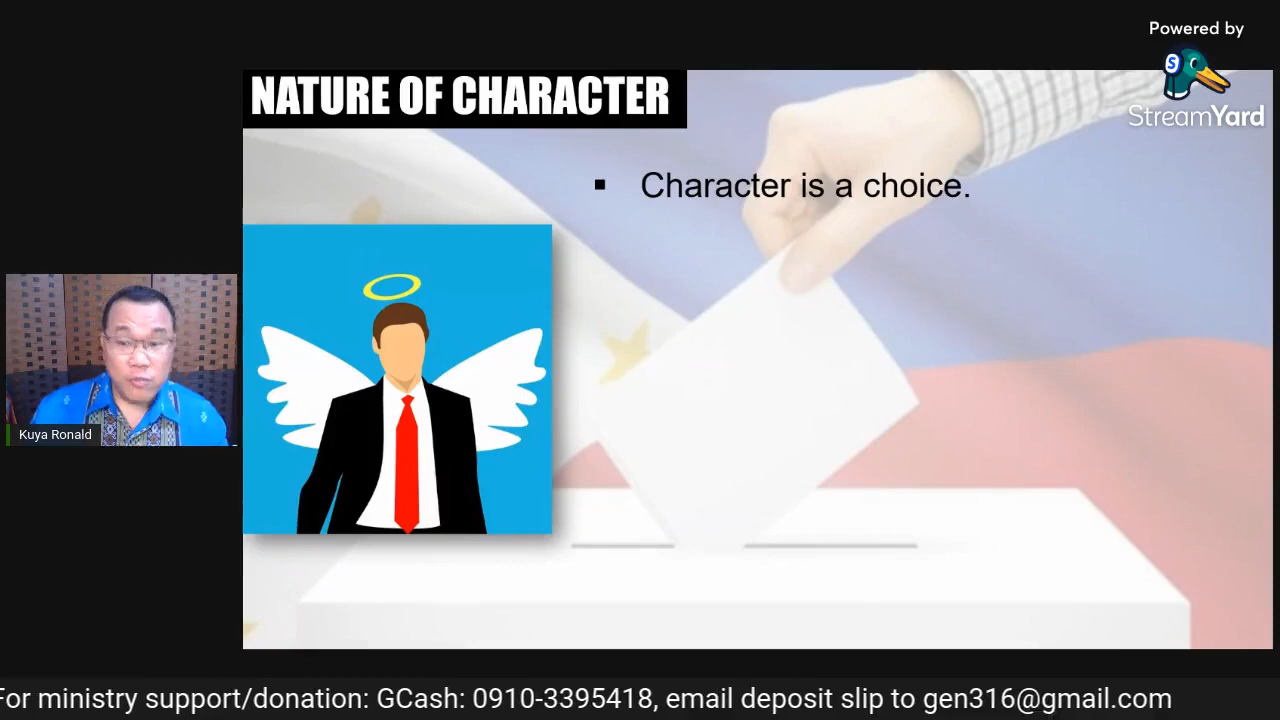 Powered by
StreamYard
NATURE OF CHARACTER
▪ Character is a choice.
S
Kuya Ronald
For ministry support/donation: GCash: 0910-3395418, email deposit slip to gen316@gmail.com